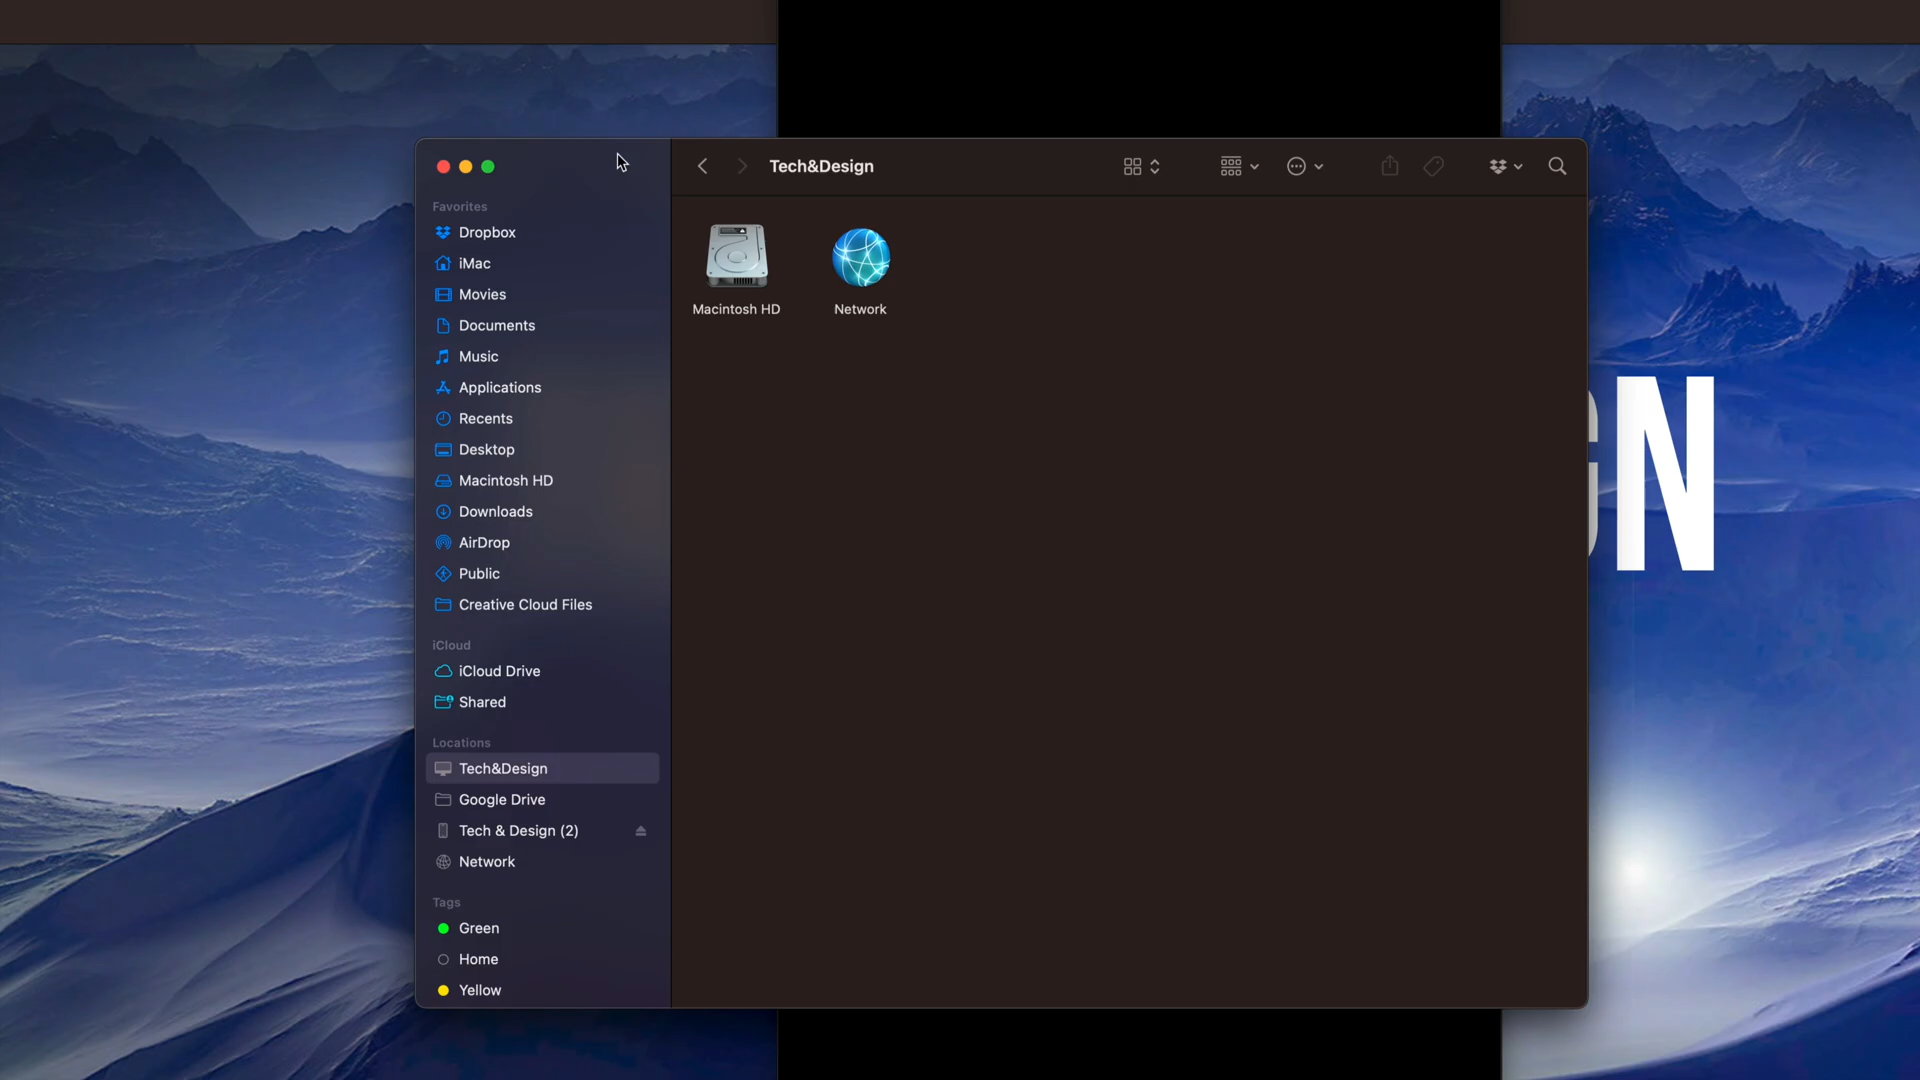 Tech&Design
Favorites
Dropbox
iMac
Movies
Documents
Music
Applications
Recents
Desktop
Macintosh HD
Downloads
AirDrop
Public
Creative Cloud Files
iCloud
iCloud Drive
Shared
Locations
Tech&Design
Google Drive
Tech & Design (2)
Network
Tags
Green
Home
Yellow
Macintosh HD
Network
GN